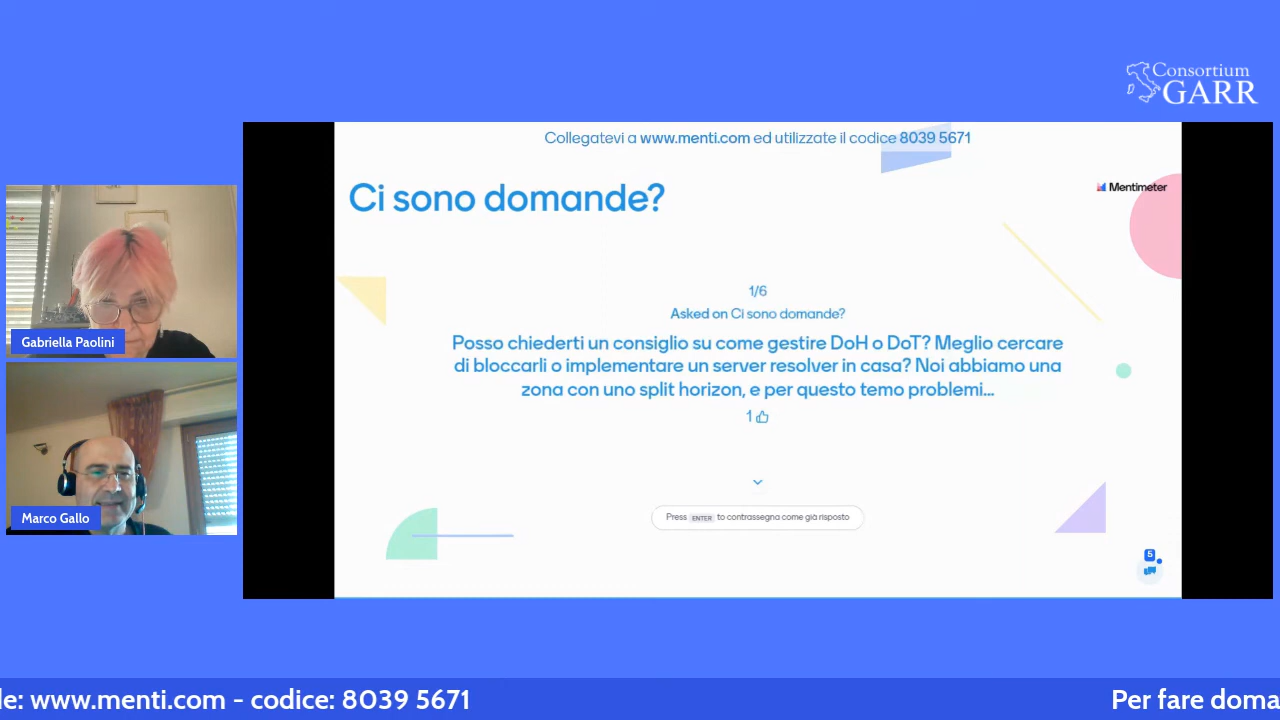 Consortium
GARR
Collegatevi a www.menti.com ed utilizzate il codice 8039 5671
Ci sono domande?
Mentimeter
1/6
Asked on Ci sono domande?
Posso chiederti un consiglio su come gestire DoH o DoT? Meglio cercare
di bloccarli o implementare un server resolver in casa? Noi abbiamo una
zona con uno split horizon, e per questo temo problemi...
1
Press ENTER to contrassegna come già risposto
5
Gabriella Paolini
Marco Gallo
le: www.menti.com - codice: 8039 5671
Per fare doma